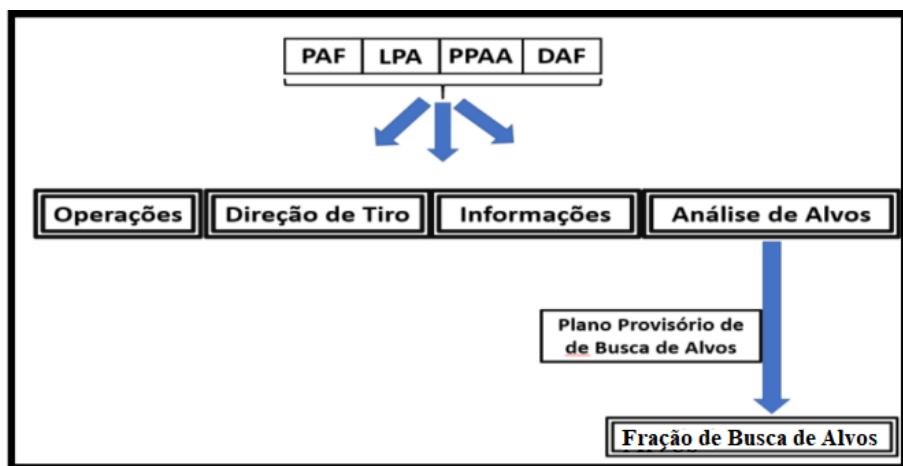 PAF LPA PPAA DAF
Operações Direção de Tiro Informações Análise de Alvos
Plano Provisório de
de Busca de Alvos
Fração de Busca de Alvos